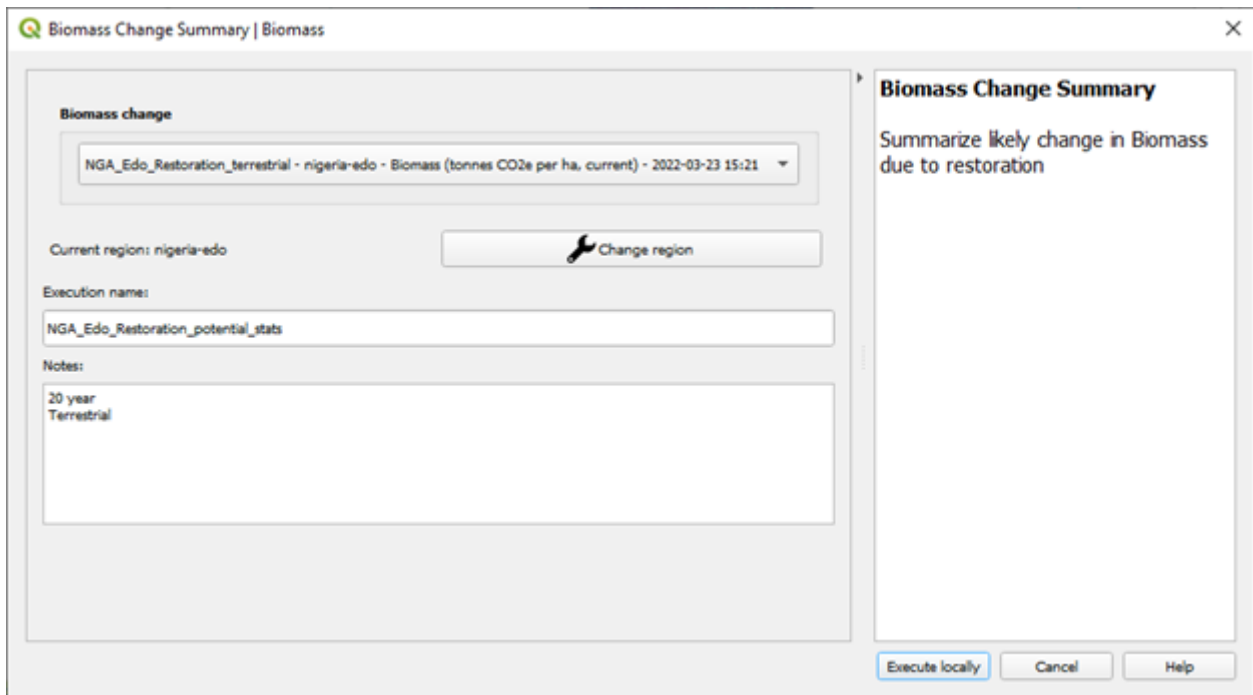 Biomass Change Summary | Biomass
Biomass change
NGA_Edo_Restoration_terrestrial - nigeria-edo - Biomass (tonnes CO2e per ha, current) - 2022-03-23 15:21
Current region: nigeria-edo
Change region
Execution name:
NGA_Edo_Restoration_potential_stats
Notes:
20 year
Terrestrial
Biomass Change Summary
Summarize likely change in Biomass
due to restoration
Execute locally
Cancel
Help